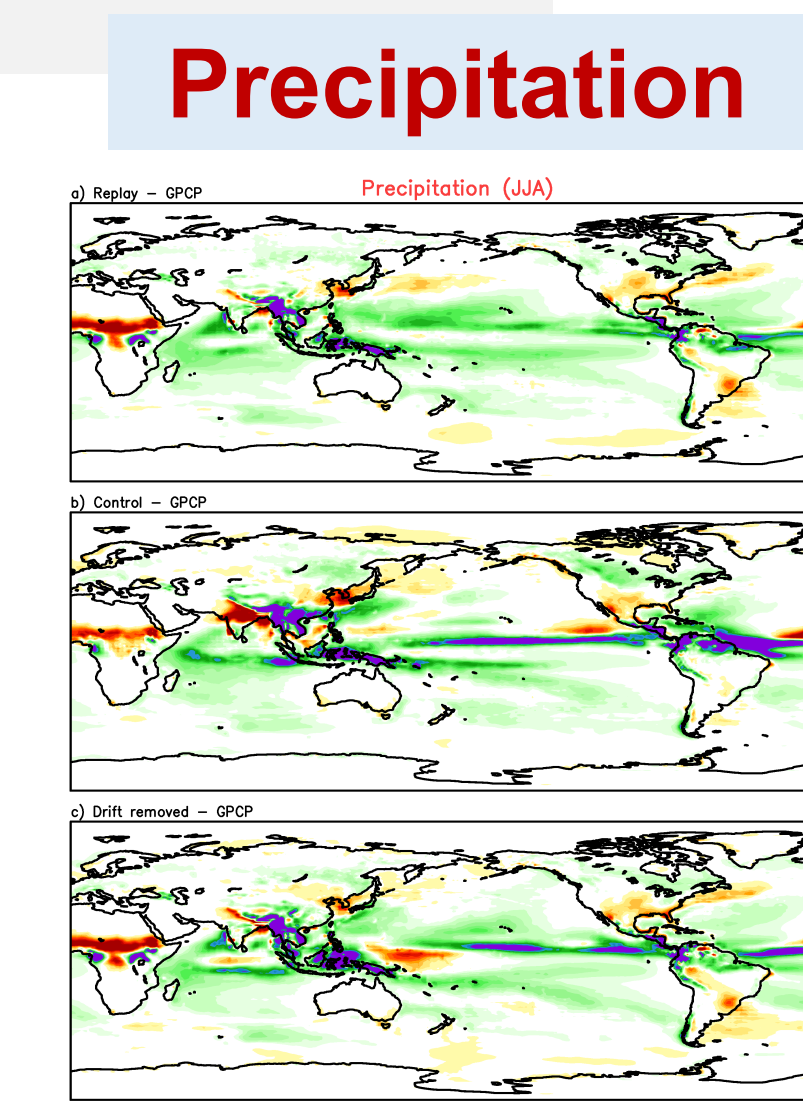 Precipitation
Precipitation (JJA)
a) Replay – GPCP
b) Control – GPCP
c) Drift removed – GPCP